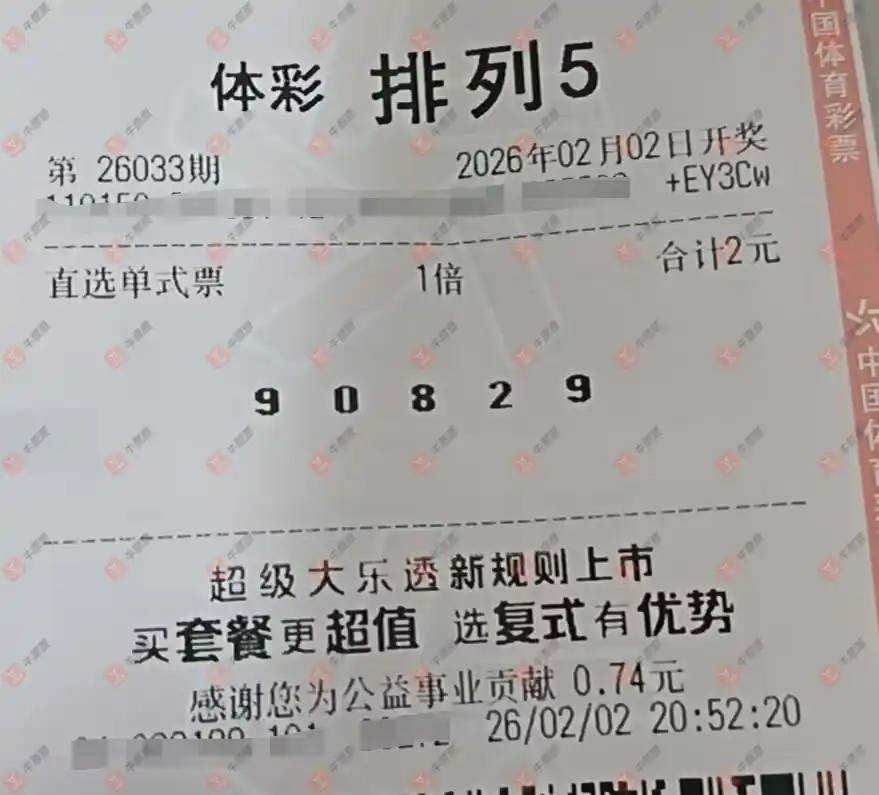 体彩 排列5
第 26033期 2026年02月02日开奖
+EY3Cw
直选单式票 1倍 合计2元
9 0 8 2 9
超级大乐透新规则上市
买套餐更超值 选复式有优势
感谢您为公益事业贡献 0.74元
26/02/02 20:52:20
国体育彩票
中国体育